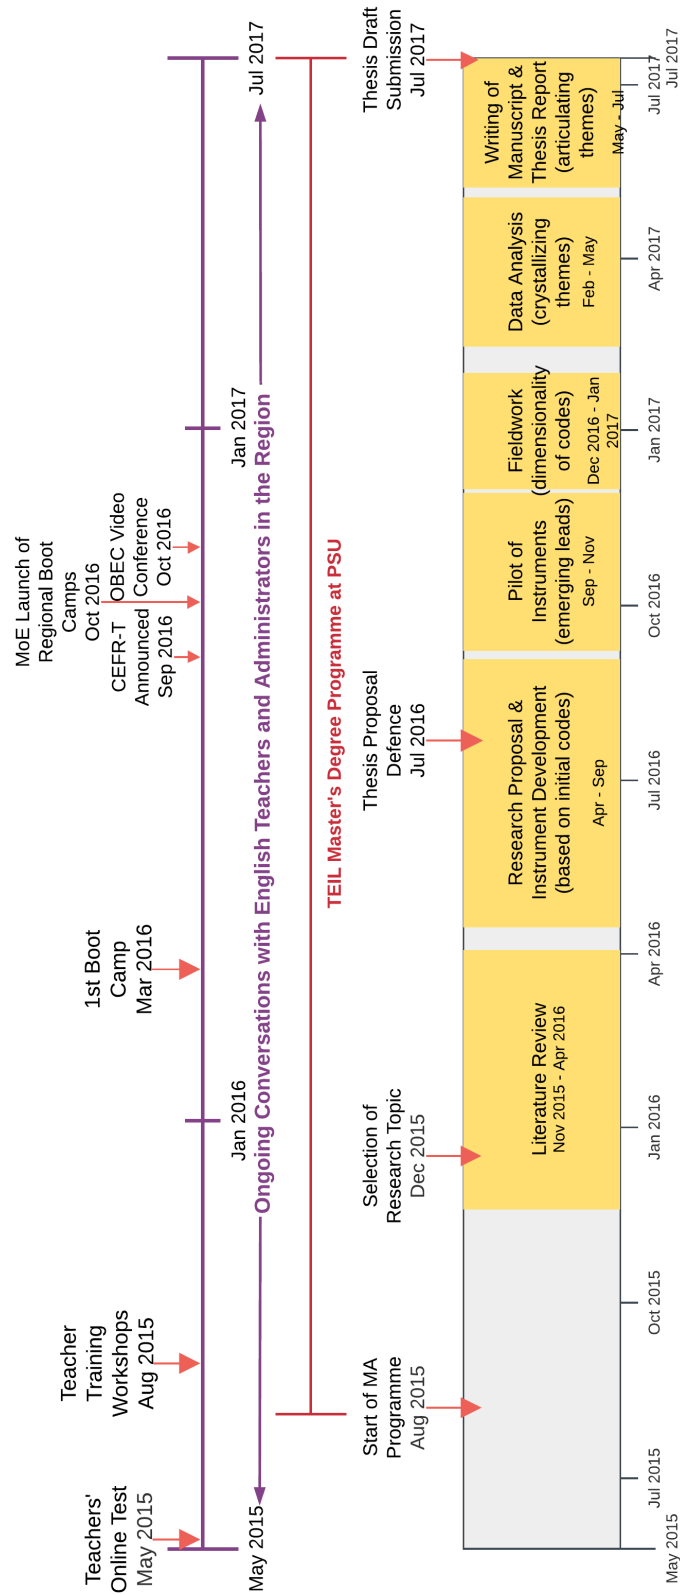 Teachers'
Online Test
May 2015
Teacher
Training
Workshops
Aug 2015
1st Boot
Camp
Mar 2016
CEFR-T
Announced
Sep 2016
MoE Launch of
Regional Boot
Camps
Oct 2016
OBEC Video
Conference
Oct 2016
May 2015
Jan 2016
Jan 2017
Jul 2017
Ongoing Conversations with English Teachers and Administrators in the Region
TEIL Master's Degree Programme at PSU
Start of MA
Programme
Aug 2015
Selection of
Research Topic
Dec 2015
Thesis Proposal
Defence
Jul 2016
Thesis Draft
Submission
Jul 2017
Literature Review
Nov 2015 - Apr 2016
Research Proposal &
Instrument Development
(based on initial codes)
Apr - Sep
Pilot of
Instruments
(emerging leads)
Sep - Nov
Fieldwork
(dimensionality
of codes)
Dec 2016 - Jan
2017
Data Analysis
(crystallizing
themes)
Feb - May
Writing of
Manuscript &
Thesis Report
(articulating
themes)
May - Jul
May 2015
Jul 2015
Oct 2015
Jan 2016
Apr 2016
Jul 2016
Oct 2016
Jan 2017
Apr 2017
Jul 2017
Jul 2017